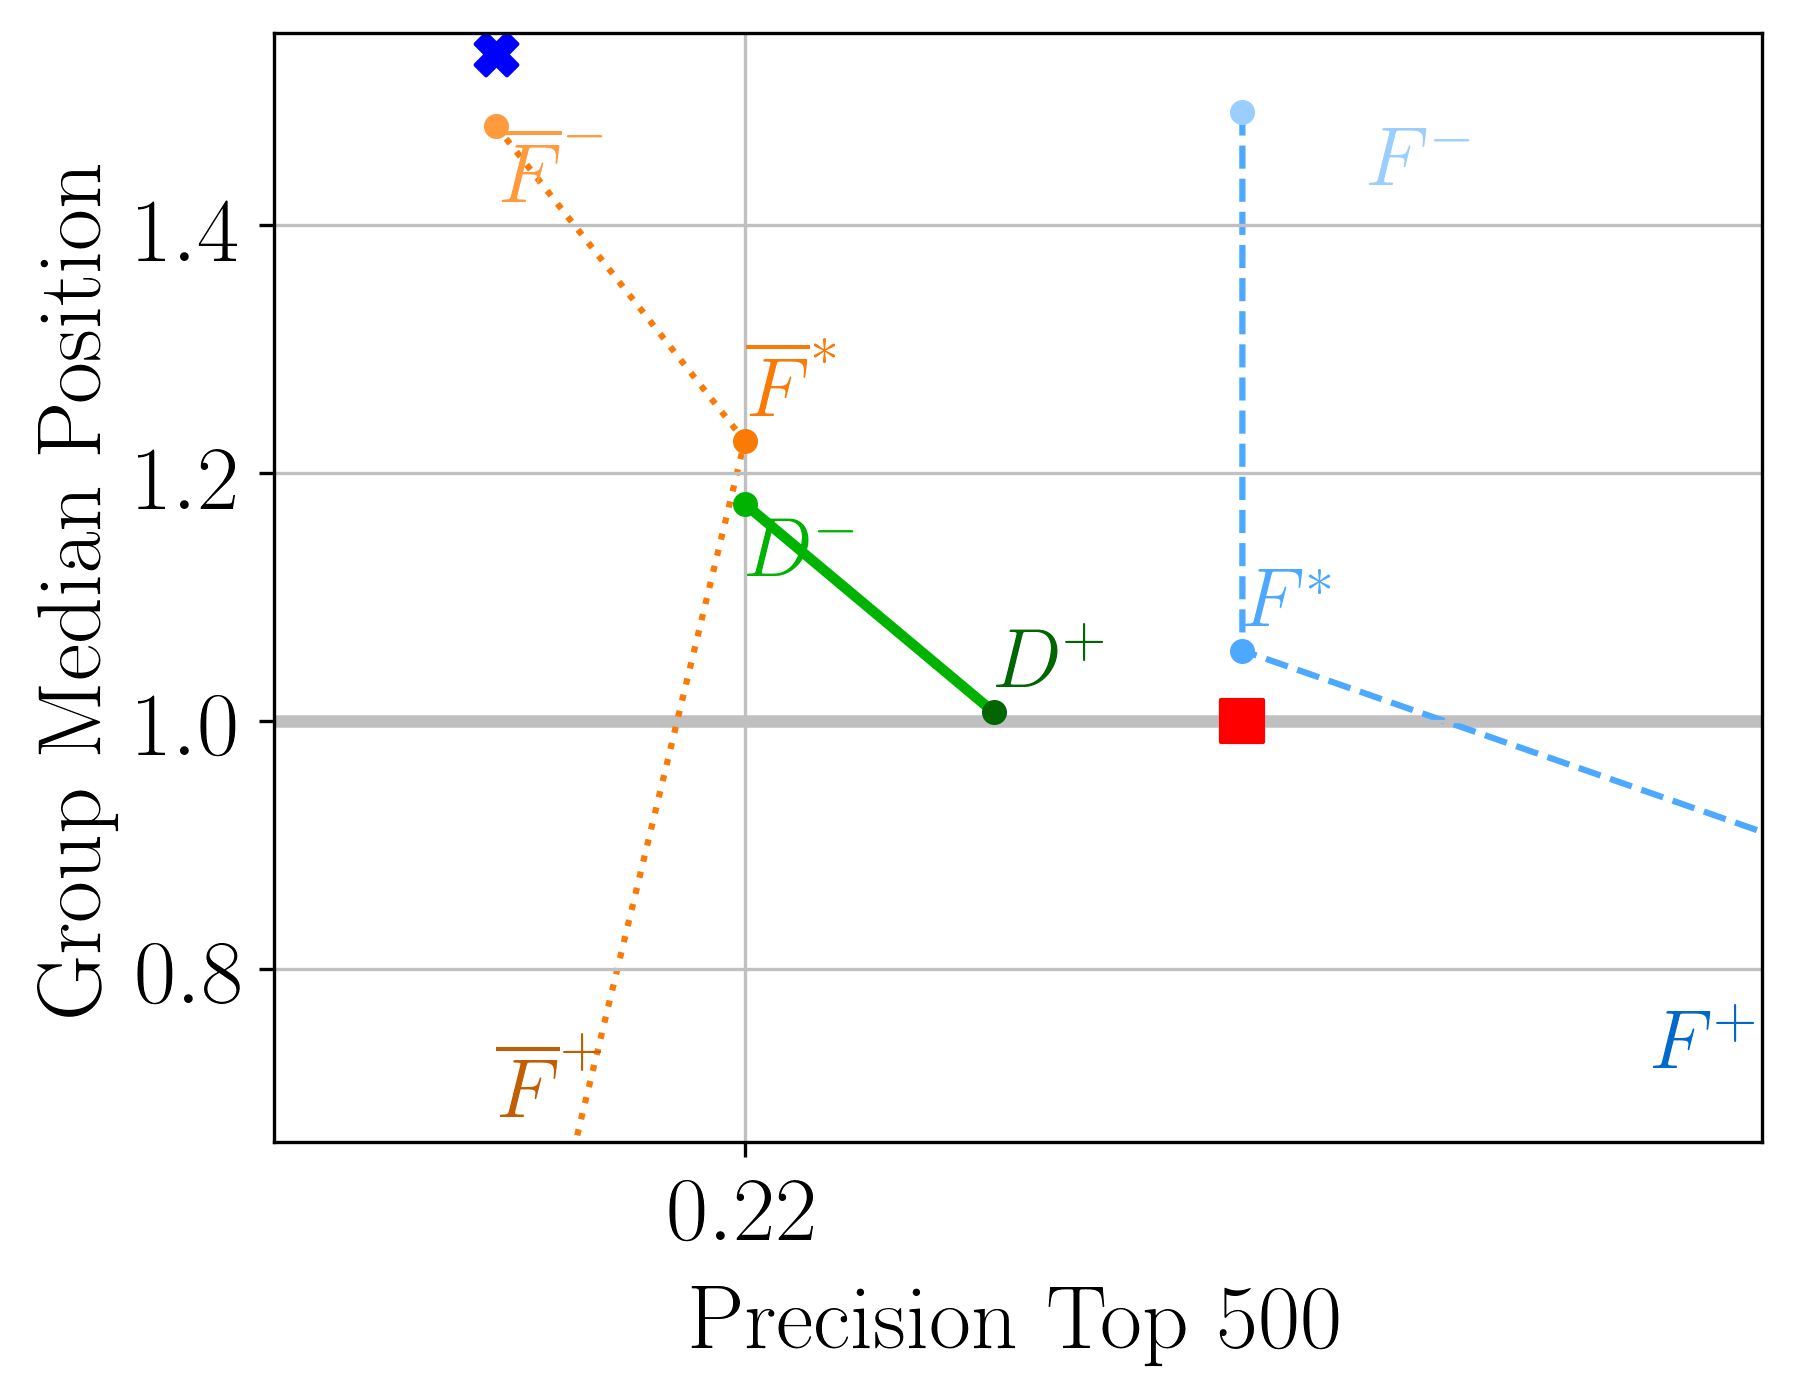 Group Median Position
1.4
1.2
1.0
0.8
F̅⁻
F⁻
F̅*
D⁻
F*
D⁺
F⁺
F̅⁺
0.22
Precision Top 500